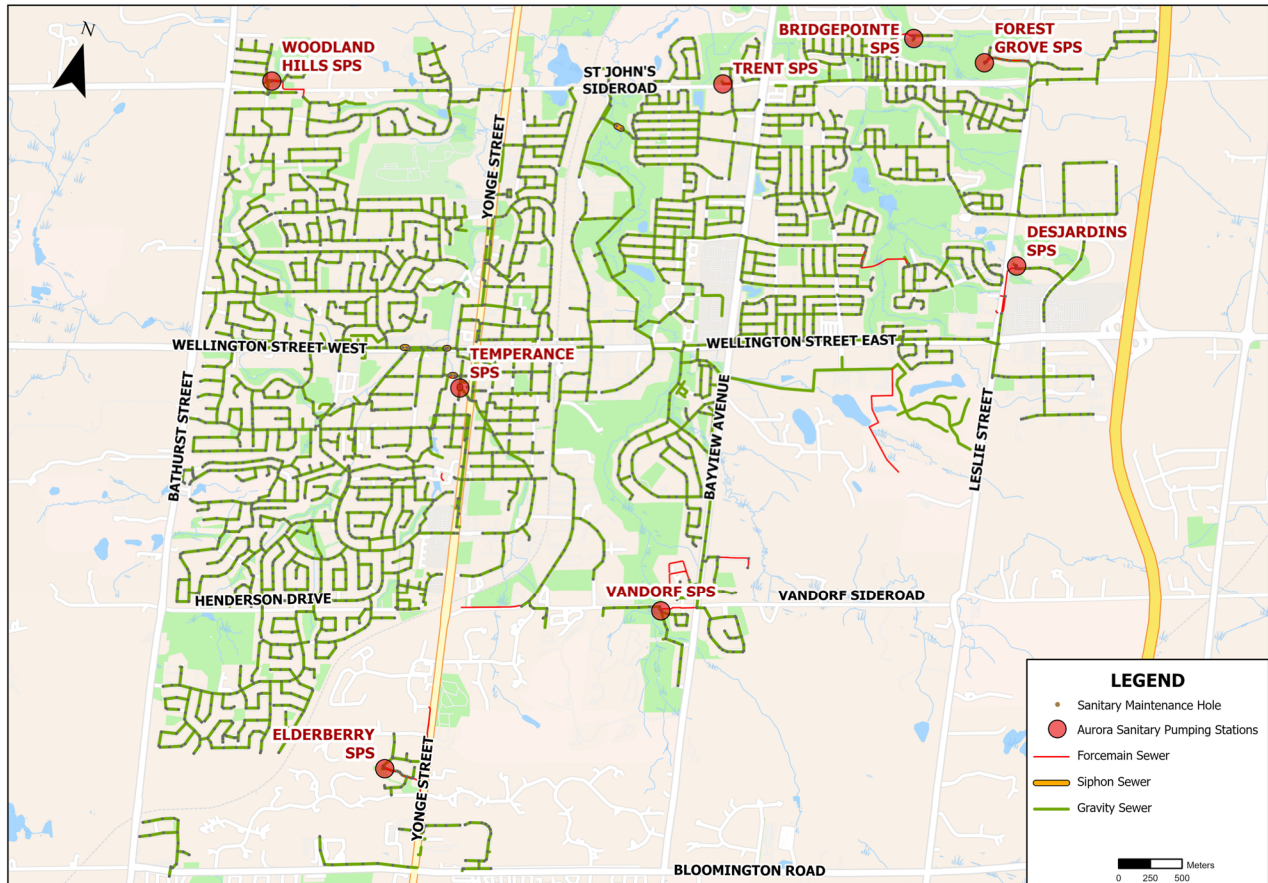 N
WOODLAND
HILLS SPS
BRIDGEPOINTE
SPS
FOREST
GROVE SPS
ST JOHN'S
SIDEROAD
TRENT SPS
YONGE STREET
DESJARDINS
SPS
WELLINGTON STREET WEST
TEMPERANCE
SPS
WELLINGTON STREET EAST
BATHURST STREET
BAYVIEW AVENUE
LESLIE STREET
HENDERSON DRIVE
VANDORF SPS
VANDORF SIDEROAD
ELDERBERRY
SPS
YONGE STREET
BLOOMINGTON ROAD
LEGEND
Sanitary Maintenance Hole
Aurora Sanitary Pumping Stations
Forcemain Sewer
Siphon Sewer
Gravity Sewer
Meters
0 250 500